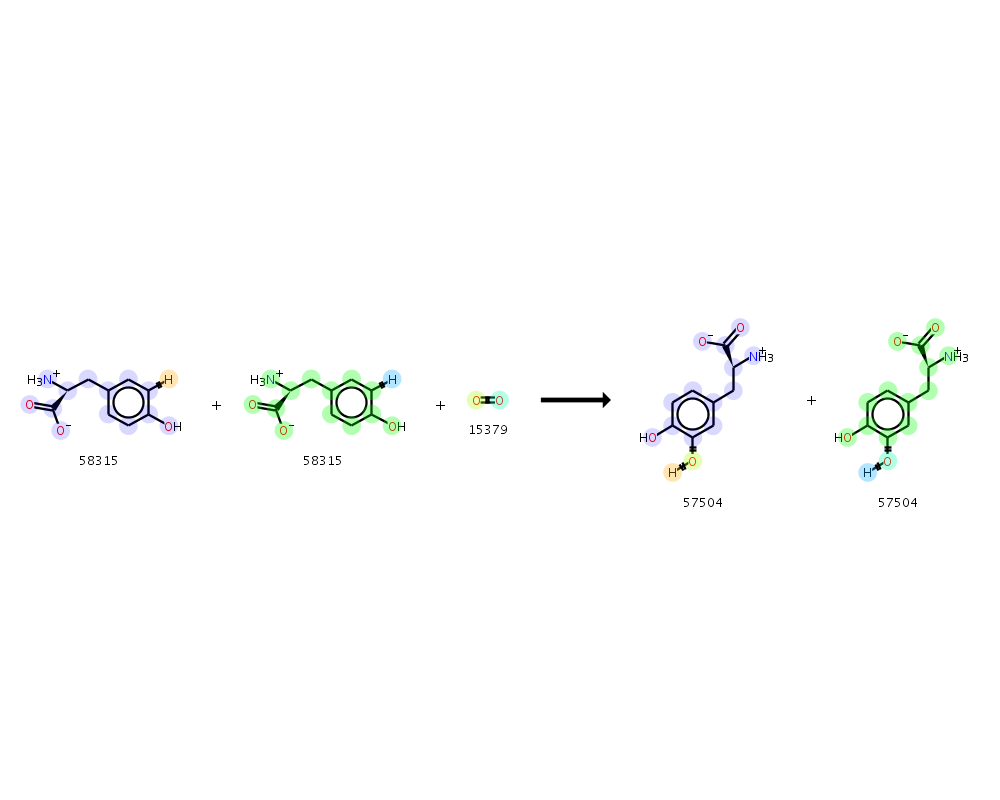 H₃N⁺ H H₃N⁺ H
O O⁻ OH + O O⁻ OH + O O
58315 58315 15379
O⁻ O NH₃⁺ HO O H
57504
+
O⁻ O NH₃⁺ HO O H
57504